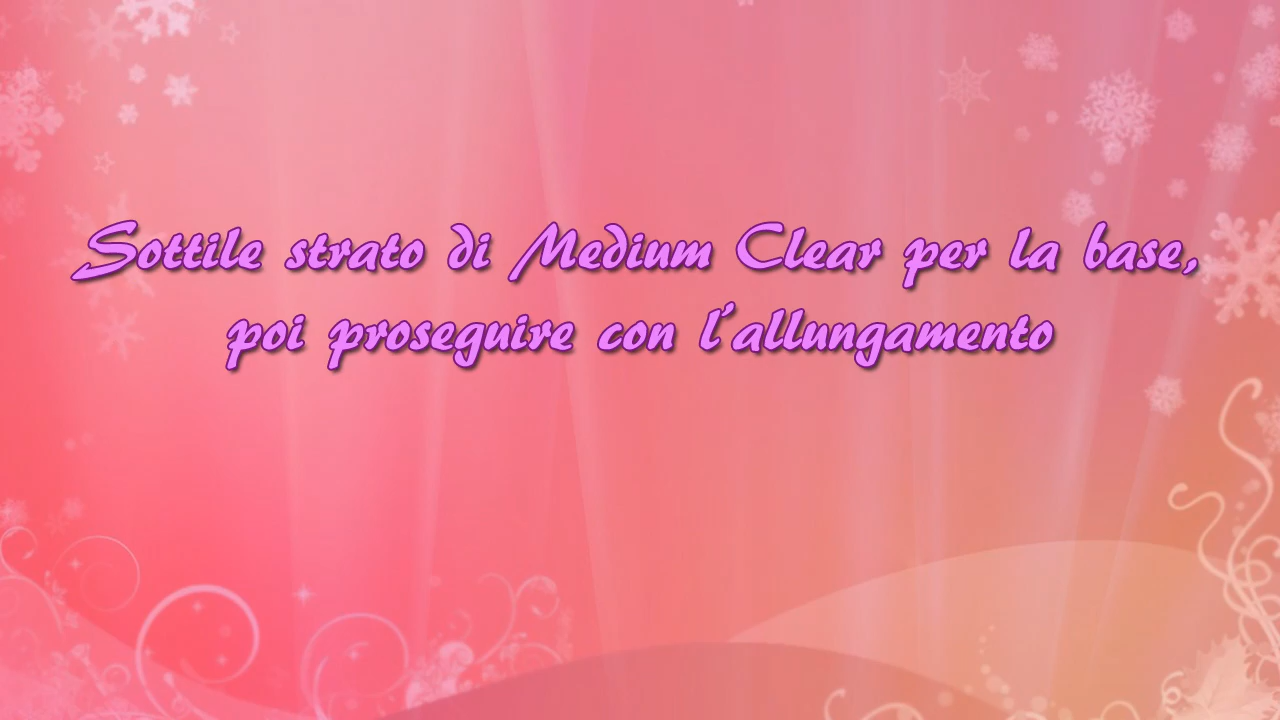 Sottile strato di Medium Clear per la base,
poi proseguire con l'allungamento